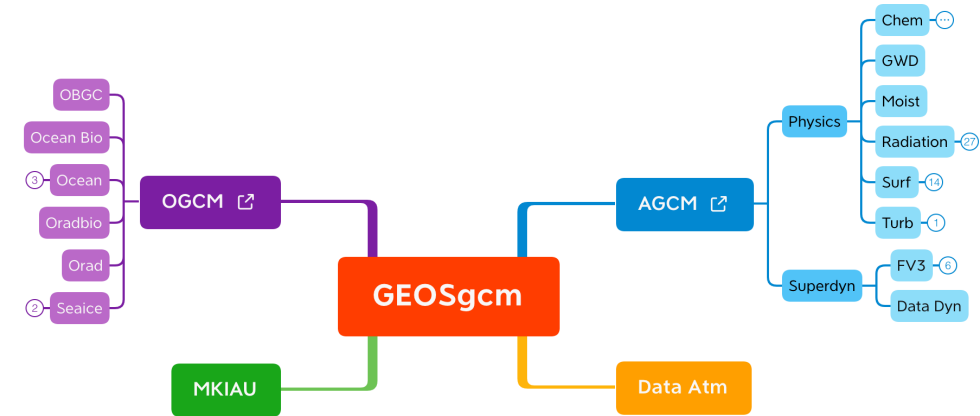 GEOSgcm
OGCM
OBGC
Ocean Bio
3
Ocean
Oradbio
Orad
2
Seaice
MKIAU
AGCM
Physics
Chem
...
GWD
Moist
Radiation
27
Surf
14
Turb
1
Superdyn
FV3
6
Data Dyn
Data Atm